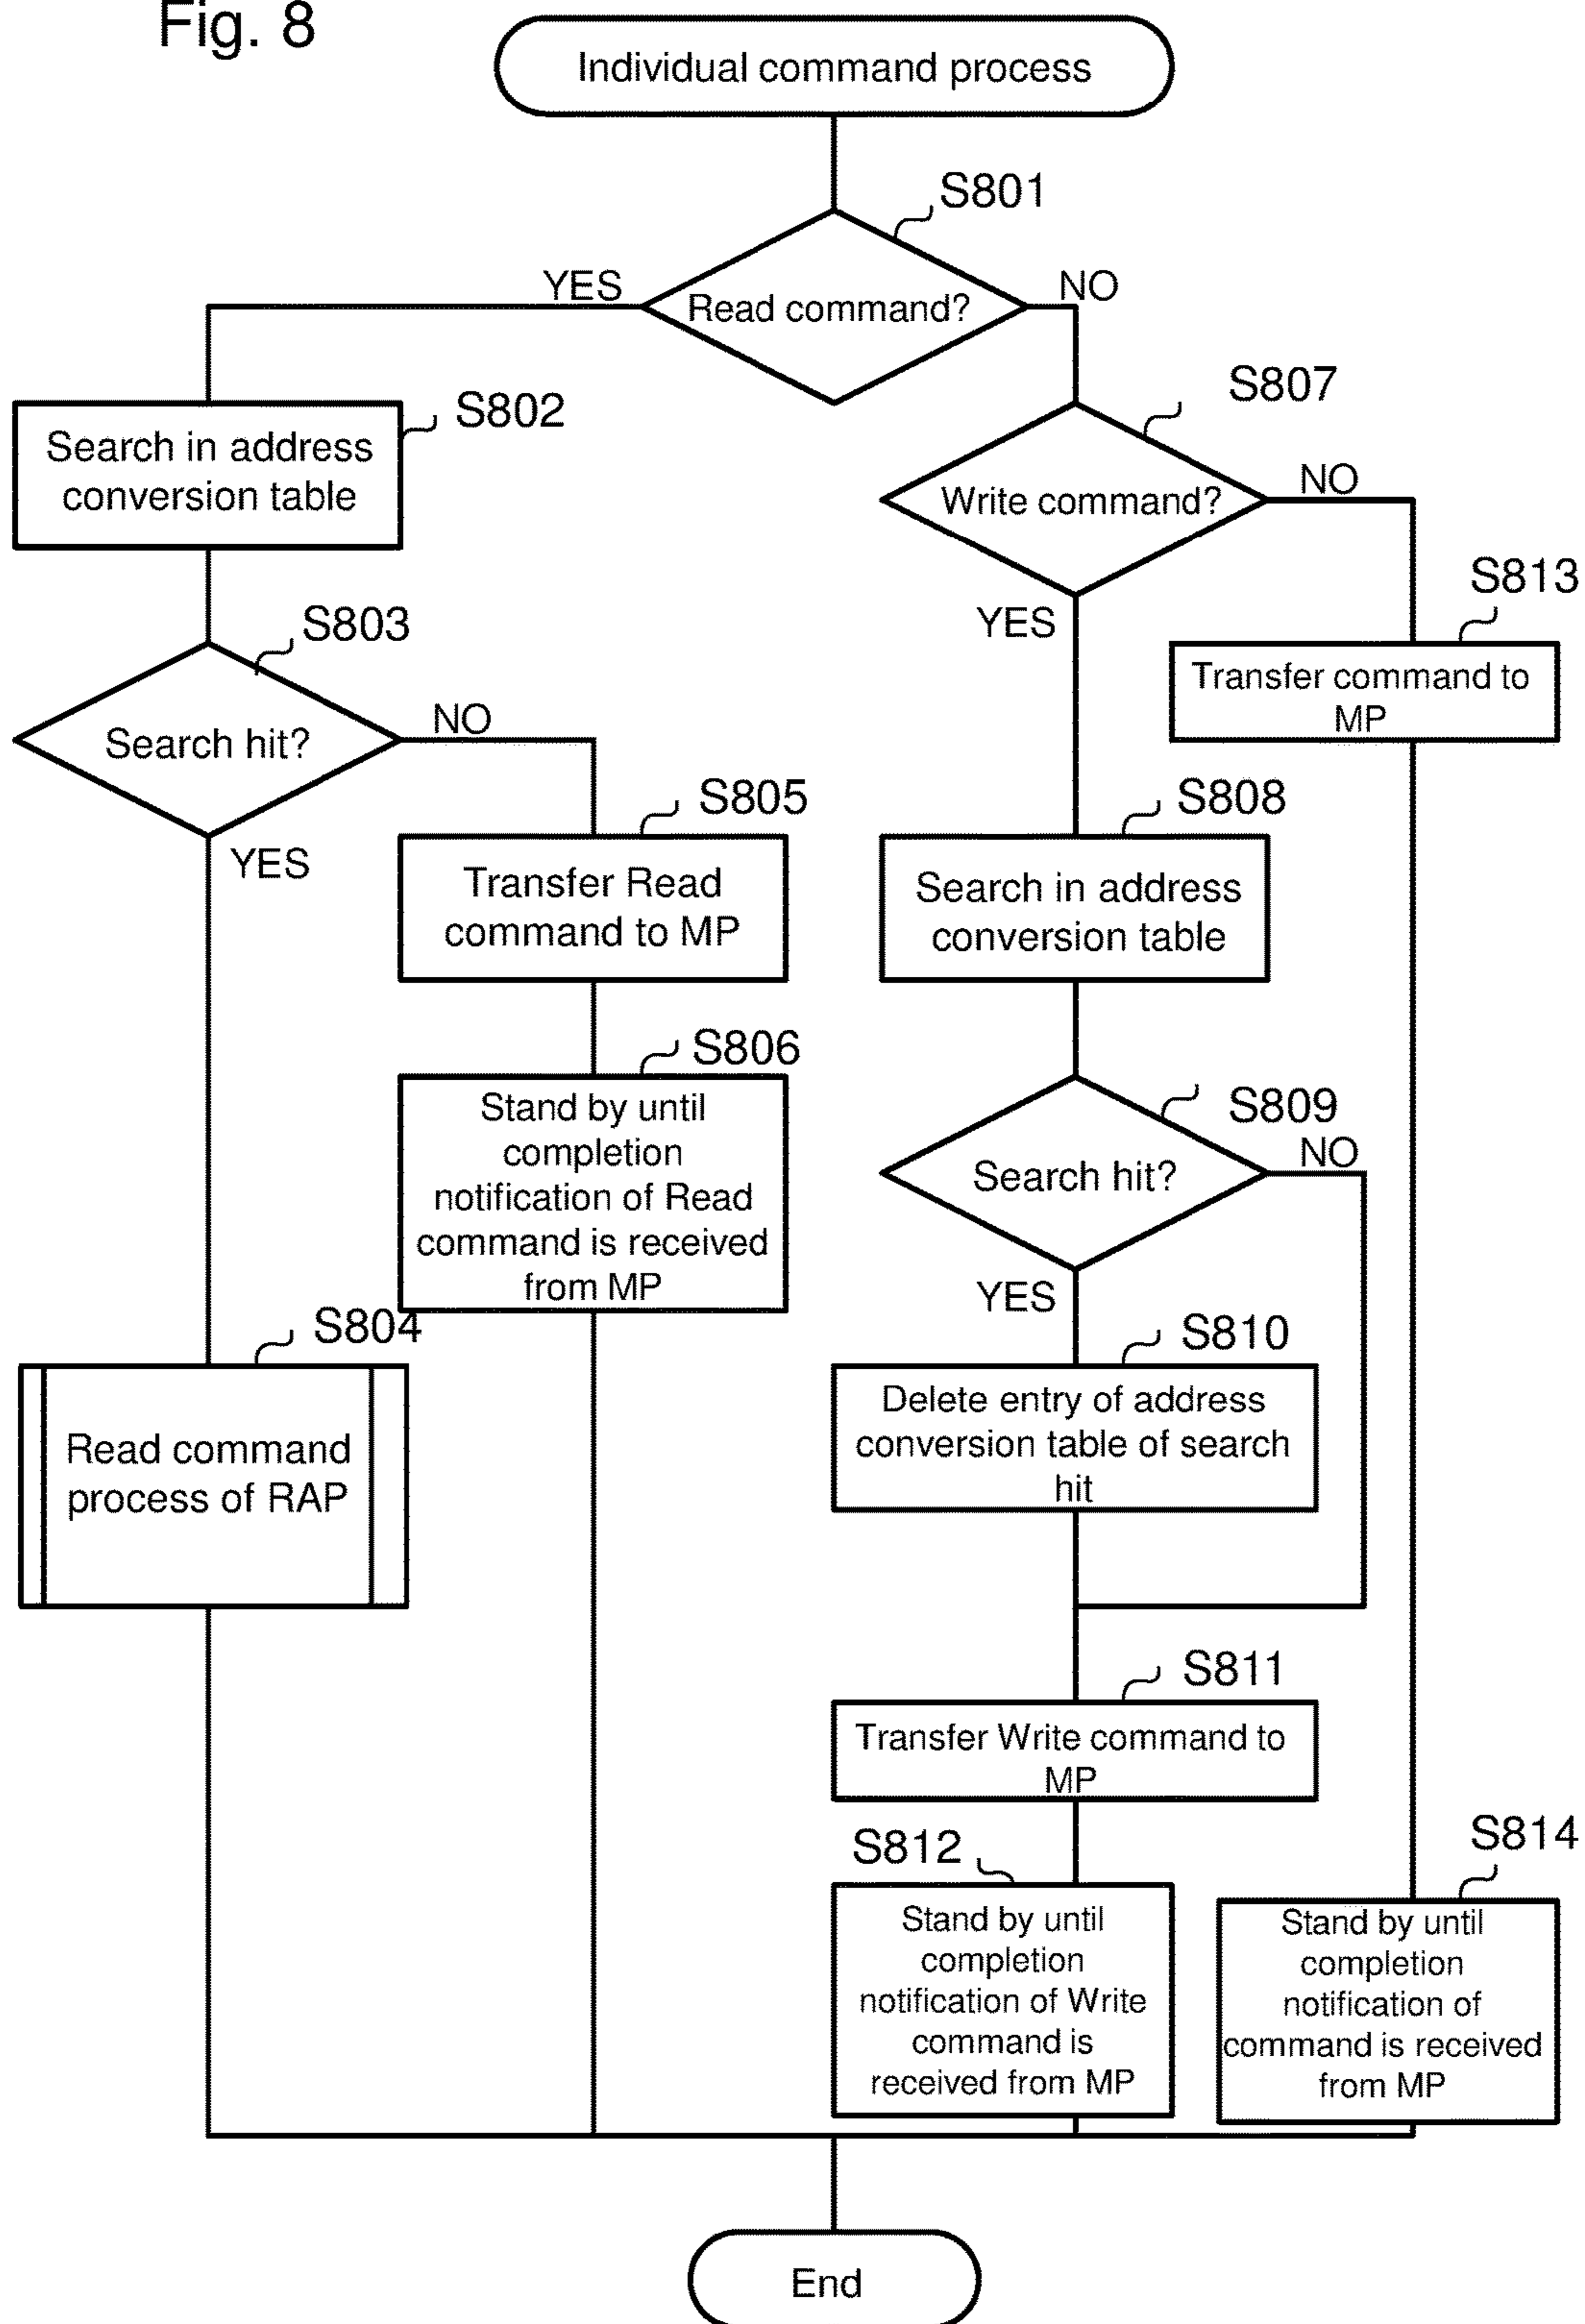 Fig. 8
Individual command process
S801
YES
NO
Read command?
S807
S802
Search in address
conversion table
Write command?
NO
YES
S813
Transfer command to
MP
S803
Search hit?
NO
YES
S805
Transfer Read
command to MP
S808
Search in address
conversion table
S806
Stand by until
completion
notification of Read
command is received
from MP
S809
NO
Search hit?
YES
S804
Read command
process of RAP
S810
Delete entry of address
conversion table of search
hit
S811
Transfer Write command to
MP
S812
Stand by until
completion
notification of Write
command is
received from MP
S814
Stand by until
completion
notification of
command is received
from MP
End